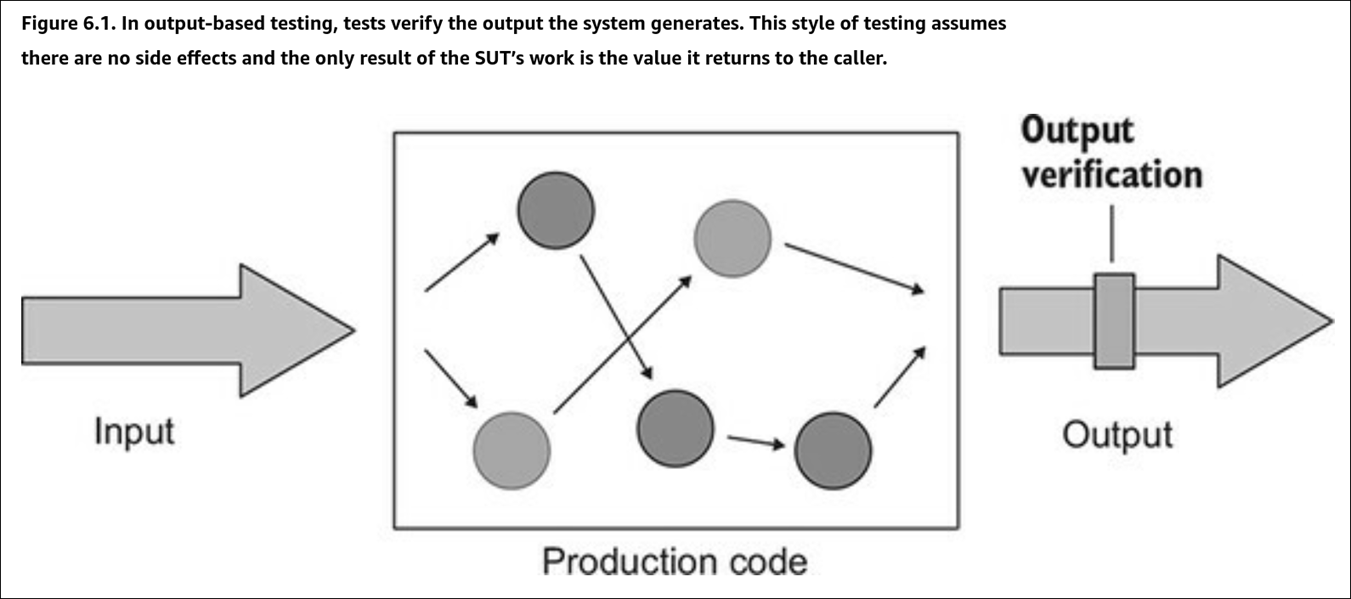 Figure 6.1. In output-based testing, tests verify the output the system generates. This style of testing assumes
there are no side effects and the only result of the SUT’s work is the value it returns to the caller.
Output
verification
Input
Output
Production code